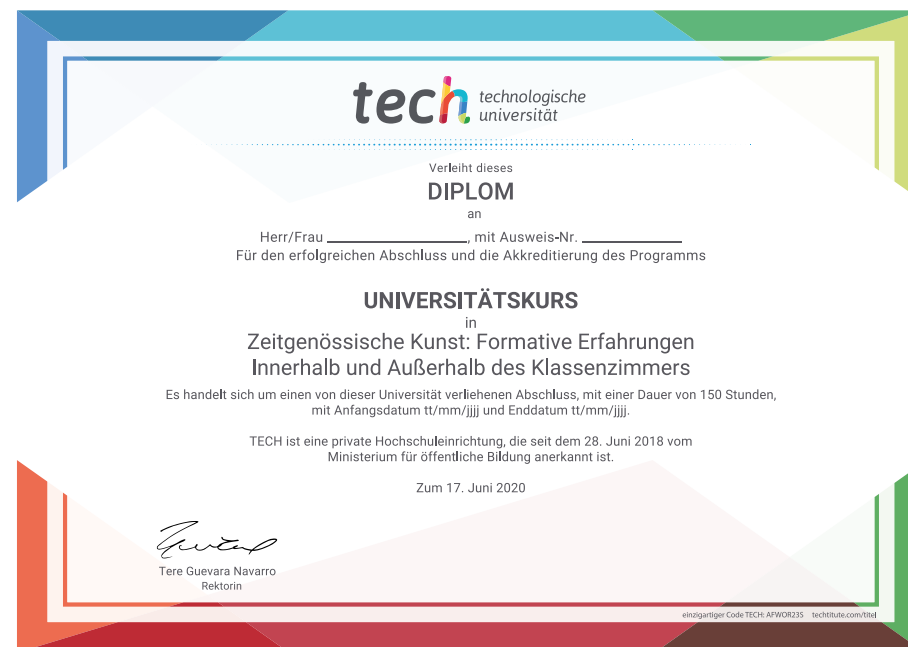 tech technologische
universität
Verleiht dieses
DIPLOM
an
Herr/Frau ____________, mit Ausweis-Nr. ____________
Für den erfolgreichen Abschluss und die Akkreditierung des Programms
UNIVERSITÄTSKURS
in
Zeitgenössische Kunst: Formative Erfahrungen
Innerhalb und Außerhalb des Klassenzimmers
Es handelt sich um einen von dieser Universität verliehenen Abschluss, mit einer Dauer von 150 Stunden,
mit Anfangsdatum tt/mm/jjjj und Enddatum tt/mm/jjjj.
TECH ist eine private Hochschuleinrichtung, die seit dem 28. Juni 2018 vom
Ministerium für öffentliche Bildung anerkannt ist.
Zum 17. Juni 2020
Tere Guevara Navarro
Rektorin
einzigartiger Code TECH: AFWOR23S techtitute.com/titel